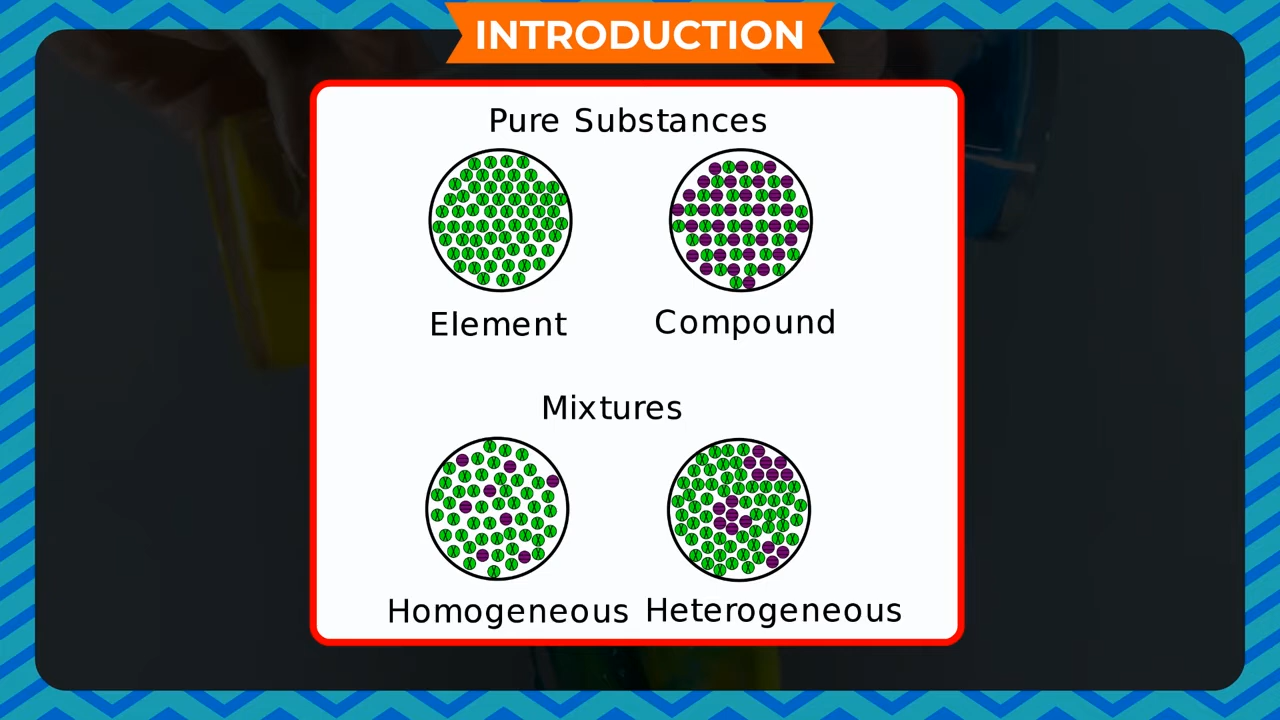 INTRODUCTION
Pure Substances
Element Compound
Mixtures
Homogeneous Heterogeneous